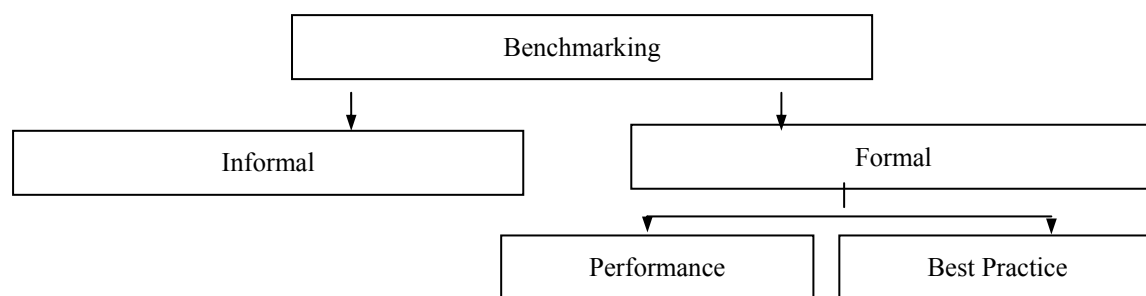 Benchmarking
Informal
Formal
Performance
Best Practice